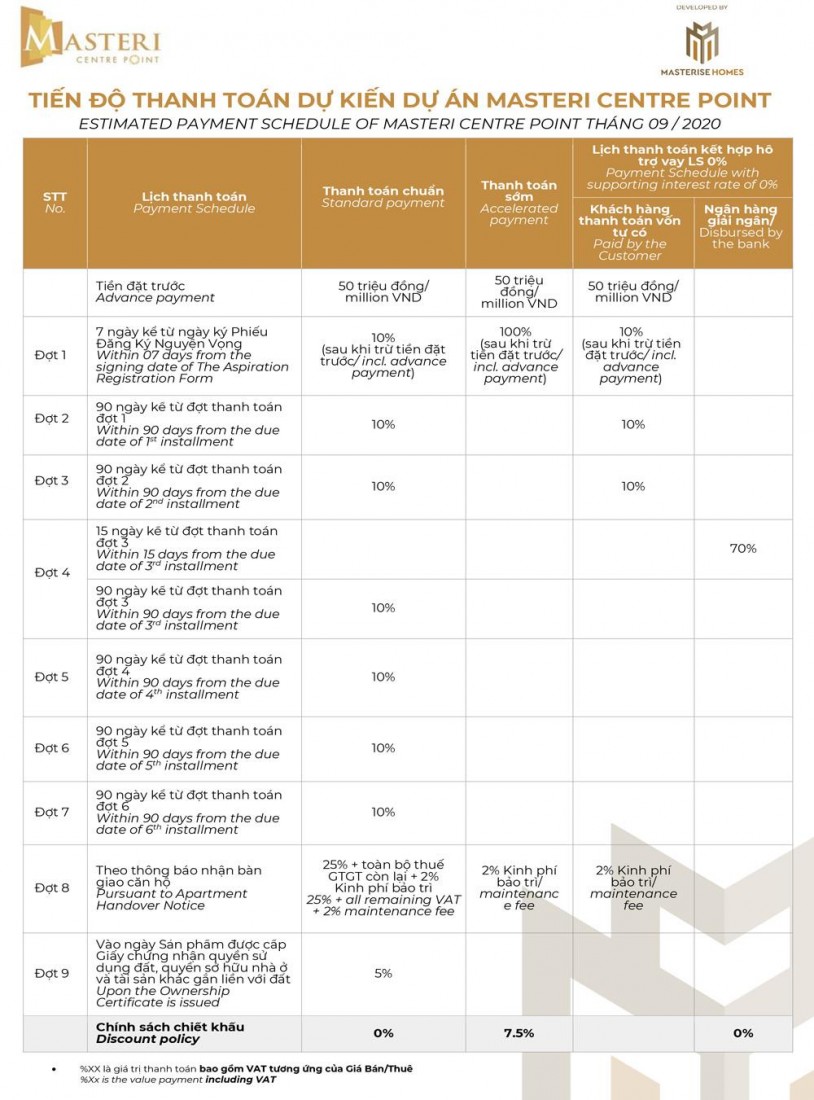 MASTERI
CENTRE POINT
DEVELOPED BY
MASTERISE HOMES
TIẾN ĐỘ THANH TOÁN DỰ KIẾN DỰ ÁN MASTERI CENTRE POINT
ESTIMATED PAYMENT SCHEDULE OF MASTERI CENTRE POINT THÁNG 09 / 2020
STT
No.
Lịch thanh toán
Payment Schedule
Thanh toán chuẩn
Standard payment
Thanh toán
sớm
Accelerated
payment
Lịch thanh toán kết hợp hỗ
trợ vay LS 0%
Payment Schedule with
supporting interest rate of 0%
Khách hàng
thanh toán vốn
tự có
Paid by the
Customer
Ngân hàng
giải ngân/
Disbursed by
the bank
Tiền đặt trước
Advance payment
50 triệu đồng/
million VND
50 triệu
đồng/
million VND
50 triệu đồng/
million VND
Đợt 1
7 ngày kể từ ngày ký Phiếu
Đăng Ký Nguyện Vọng
Within 07 days from the
signing date of The Aspiration
Registration Form
10%
(sau khi trừ tiền đặt
trước/ incl. advance
payment)
100%
(sau khi trừ
tiền đặt trước/
incl. advance
payment)
10%
(sau khi trừ tiền
đặt trước/ incl.
advance
payment)
Đợt 2
90 ngày kể từ đợt thanh toán
đợt 1
Within 90 days from the due
date of 1st installment
10%
10%
Đợt 3
90 ngày kể từ đợt thanh toán
đợt 2
Within 90 days from the due
date of 2nd installment
10%
10%
Đợt 4
15 ngày kể từ đợt thanh toán
đợt 3
Within 15 days from the due
date of 3rd installment
70%
90 ngày kể từ đợt thanh toán
đợt 3
Within 90 days from the due
date of 3rd installment
10%
Đợt 5
90 ngày kể từ đợt thanh toán
đợt 4
Within 90 days from the due
date of 4th installment
10%
Đợt 6
90 ngày kể từ đợt thanh toán
đợt 5
Within 90 days from the due
date of 5th installment
10%
Đợt 7
90 ngày kể từ đợt thanh toán
đợt 6
Within 90 days from the due
date of 6th installment
10%
Đợt 8
Theo thông báo nhận bàn
giao căn hộ
Pursuant to Apartment
Handover Notice
25% + toàn bộ thuế
GTGT còn lại + 2%
Kinh phí bảo trì
25% + all remaining VAT
+ 2% maintenance fee
2% Kinh phí
bảo trì/
maintenanc
e fee
2% Kinh phí
bảo trì/
maintenance
fee
Đợt 9
Vào ngày Sản phẩm được cấp
Giấy chứng nhận quyền sử
dụng đất, quyền sở hữu nhà ở
và tài sản khác gắn liền với đất
Upon the Ownership
Certificate is issued
5%
Chính sách chiết khấu
Discount policy
0%
7.5%
0%
• %XX là giá trị thanh toán bao gồm VAT tương ứng của Giá Bán/Thuê
%Xx is the value payment including VAT